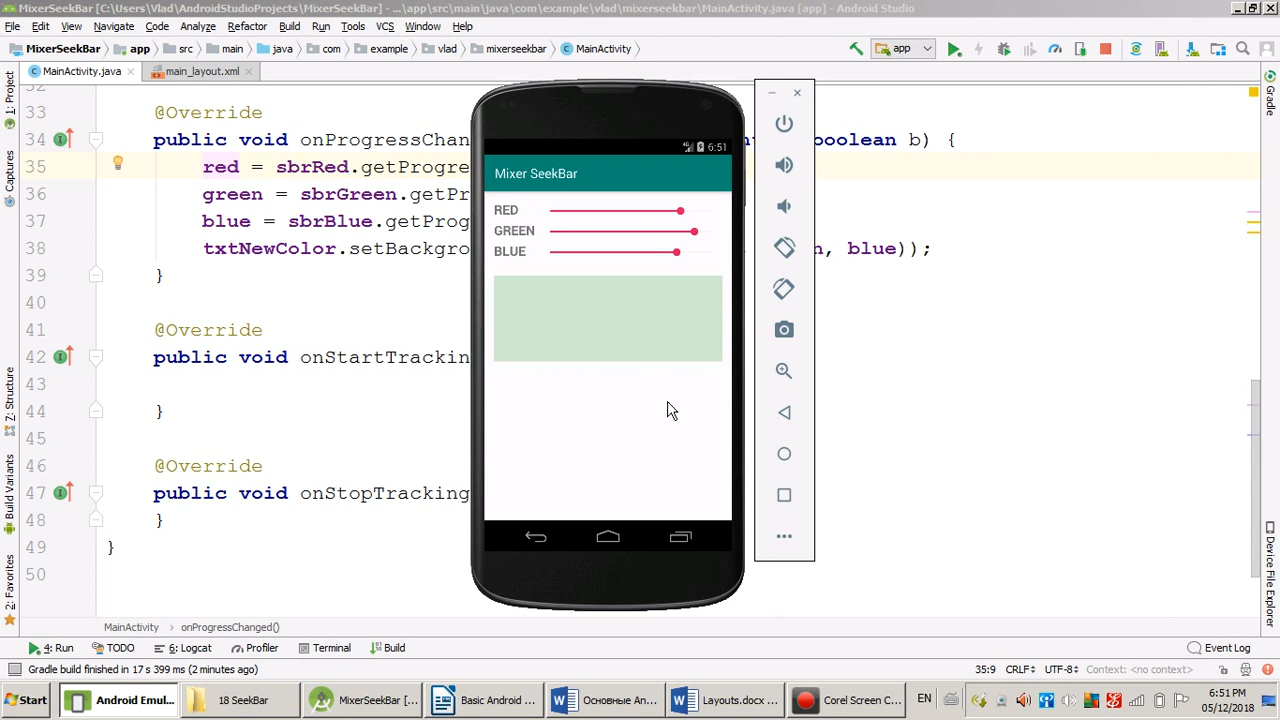 MixerSeekBar [C:\Users\Vlad\AndroidStudioProjects\MixerSeekBar] - ...\app\src\main\java\com\example\vlad\mixerseekbar\MainActivity.java [app] - Android Studio
File Edit View Navigate Code Analyze Refactor Build Run Tools VCS Window Help
MixerSeekBar app src main java com example vlad mixerseekbar MainActivity app
MainActivity.java main_layout.xml
1: Project
Captures
7: Structure
Build Variants
2: Favorites
Gradle
Device File Explorer
32
33 @Override
34 public void onProgressChan boolean b) {
35 red = sbrRed.getProgre
36 green = sbrGreen.getPr
37 blue = sbrBlue.getProg
38 txtNewColor.setBackgro n, blue));
39 }
40
41 @Override
42 public void onStartTracking
43
44 }
45
46 @Override
47 public void onStopTracking
48 }
49 }
50
6:51
Mixer SeekBar
RED
GREEN
BLUE
MainActivity onProgressChanged()
4: Run TODO 6: Logcat Profiler Terminal Build Event Log
Gradle build finished in 17 s 399 ms (2 minutes ago) 35:9 CRLF UTF-8 Context: <no context>
Start Android Emul... 18 SeekBar MixerSeekBar [... Basic Android ... Основные An... Layouts.docx ... Corel Screen C... EN 6:51 PM
05/12/2018